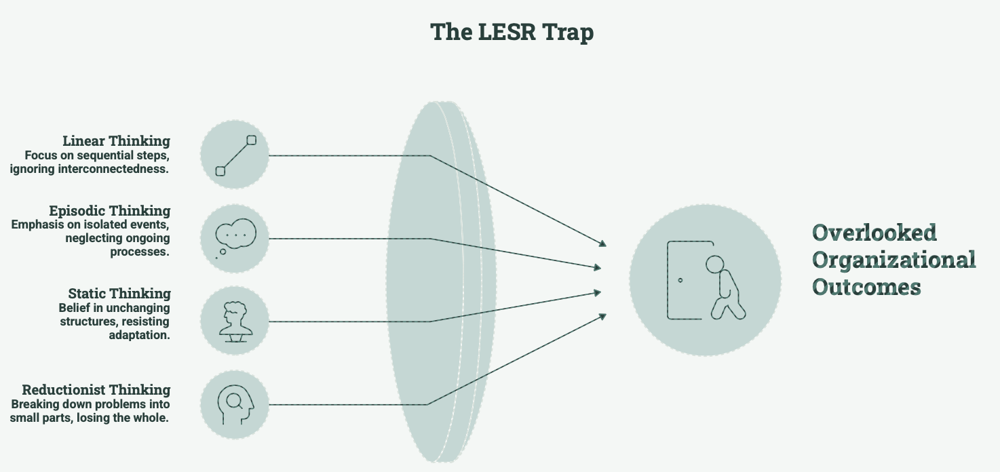 The LESR Trap
Linear Thinking
Focus on sequential steps,
ignoring interconnectedness.
Episodic Thinking
Emphasis on isolated events,
neglecting ongoing
processes.
Static Thinking
Belief in unchanging
structures, resisting
adaptation.
Reductionist Thinking
Breaking down problems into
small parts, losing the whole.
Overlooked
Organizational
Outcomes